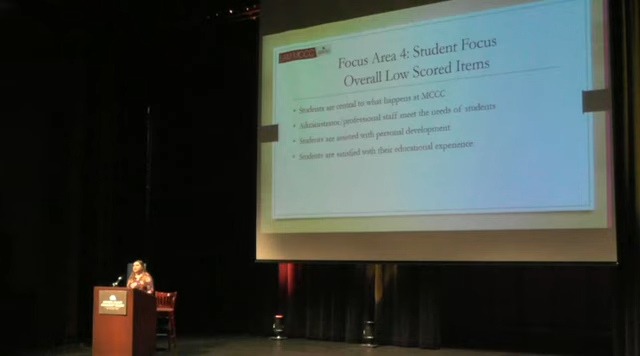 Focus Area 4: Student Focus
Overall Low Scored Items
• Students are central to what happens at MCCC
• Administrators/professional staff meet the needs of students
• Students are assisted with personal development
• Students are satisfied with their educational experience